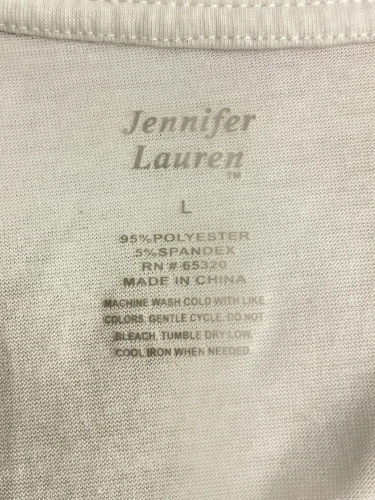 Jennifer
Lauren
TM
L
95%POLYESTER
5%SPANDEX
RN # 65320
MADE IN CHINA
MACHINE WASH COLD WITH LIKE
COLORS. GENTLE CYCLE. DO NOT
BLEACH. TUMBLE DRY LOW.
COOL IRON WHEN NEEDED.